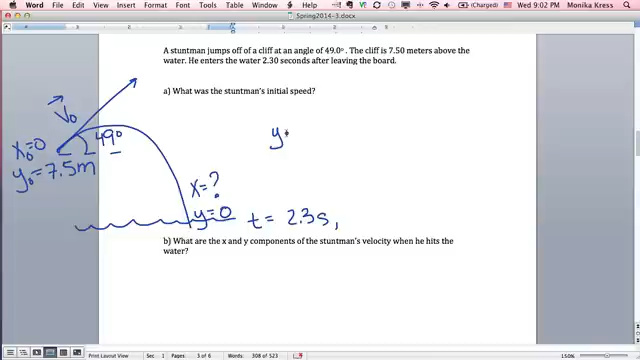 Word File Edit View Insert Format Font Tools Table Window Help
(Charged) Wed 9:02 PM Monika Kress
Spring2014-3.docx
A stuntman jumps off of a cliff at an angle of 49.0°. The cliff is 7.50 meters above the
water. He enters the water 2.30 seconds after leaving the board.
a) What was the stuntman's initial speed?
V₀
49°
x₀=0
y₀=7.5m
y
x=?
y=0
t = 2.3s,
b) What are the x and y components of the stuntman's velocity when he hits the
water?
Print Layout View Sec 1 Pages: 3 of 6 Words: 308 of 523 150%